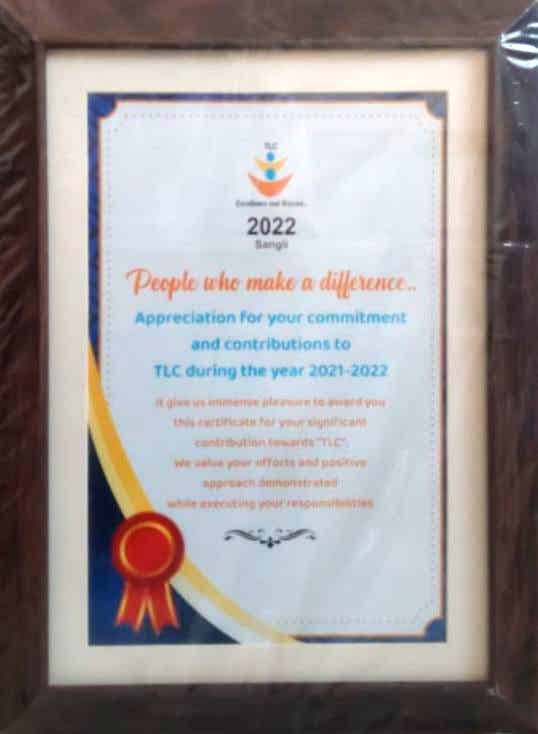 TLC
Excellence and Beyond..
2022
Sangli
People who make a difference..
Appreciation for your commitment
and contributions to
TLC during the year 2021-2022
It give us immense pleasure to award you
this certificate for your significant
contribution towards "TLC".
We value your efforts and positive
approach demonstrated
while executing your responsibilities